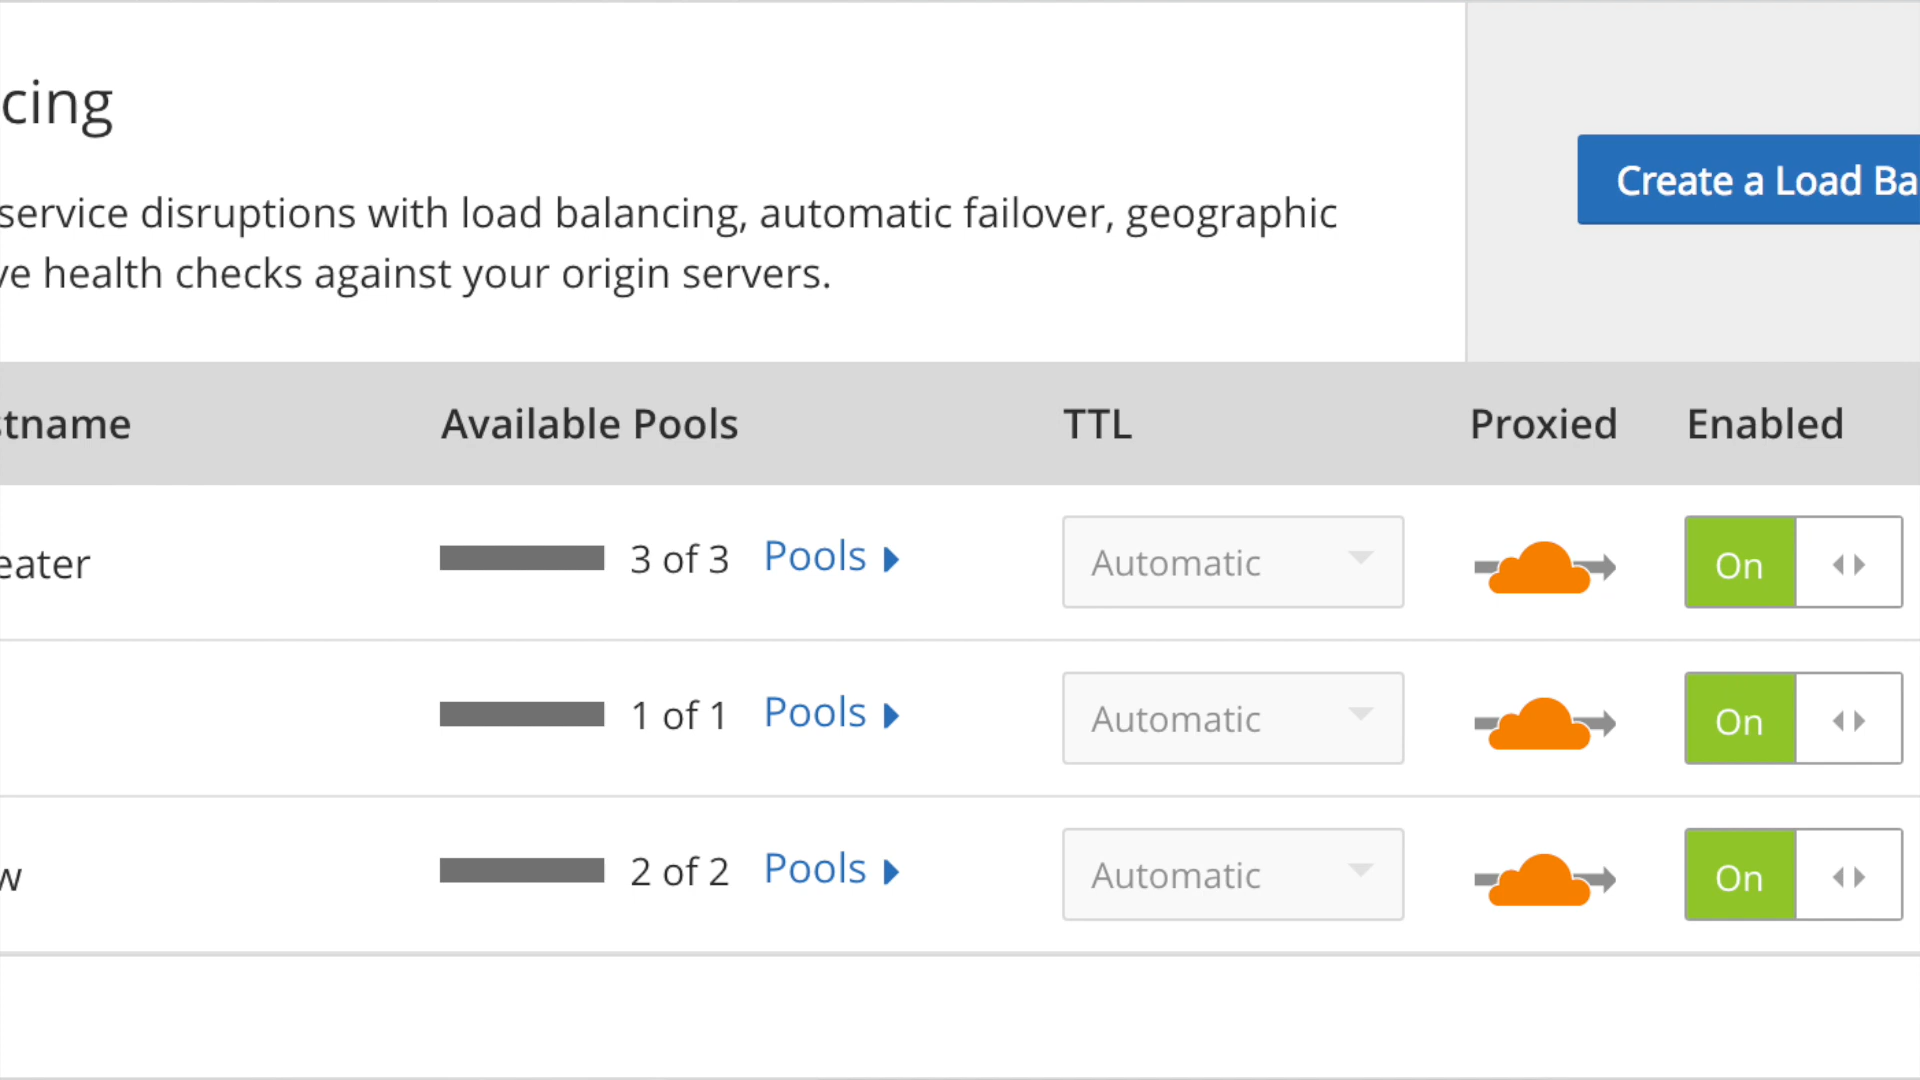 cing
Create a Load Ba
service disruptions with load balancing, automatic failover, geographic
ve health checks against your origin servers.
stname Available Pools TTL Proxied Enabled
eater 3 of 3 Pools Automatic On
1 of 1 Pools Automatic On
w 2 of 2 Pools Automatic On